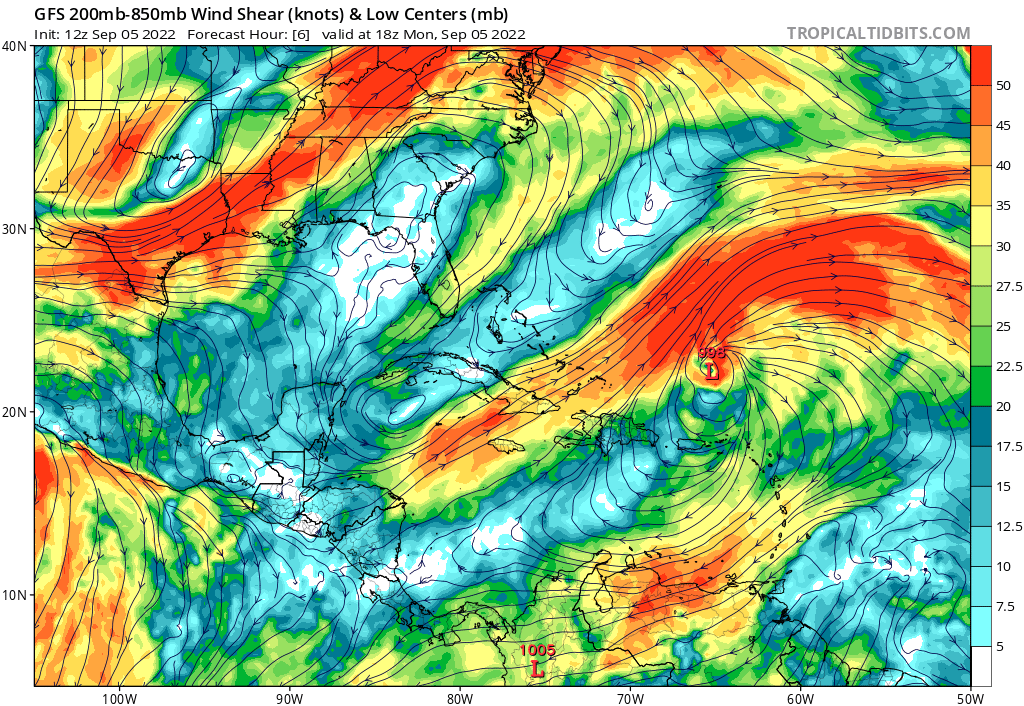 GFS 200mb-850mb Wind Shear (knots) & Low Centers (mb)
Init: 12z Sep 05 2022 Forecast Hour: [6] valid at 18z Mon, Sep 05 2022
TROPICALTIDBITS.COM
40N
30N
20N
10N
50
45
40
35
30
27.5
25
22.5
20
17.5
15
12.5
10
7.5
5
998
L
1005
L
100W
90W
80W
70W
60W
50W